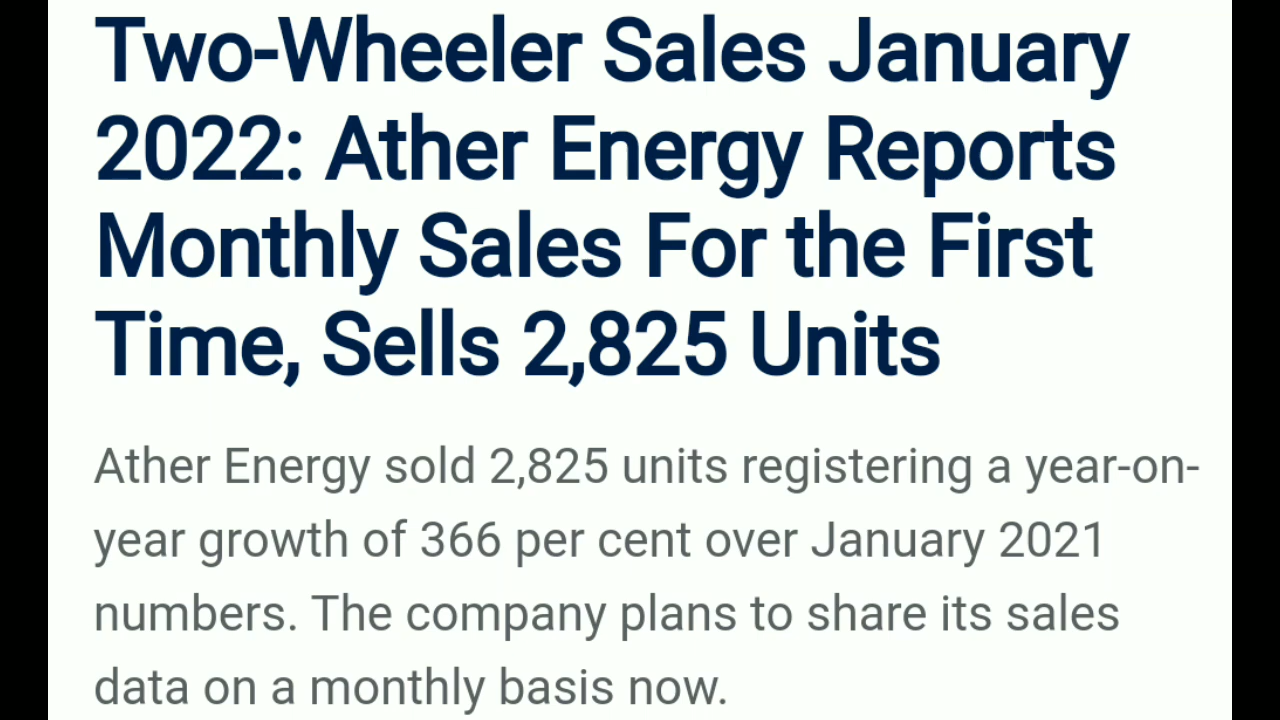 Two-Wheeler Sales January
2022: Ather Energy Reports
Monthly Sales For the First
Time, Sells 2,825 Units
Ather Energy sold 2,825 units registering a year-on-
year growth of 366 per cent over January 2021
numbers. The company plans to share its sales
data on a monthly basis now.